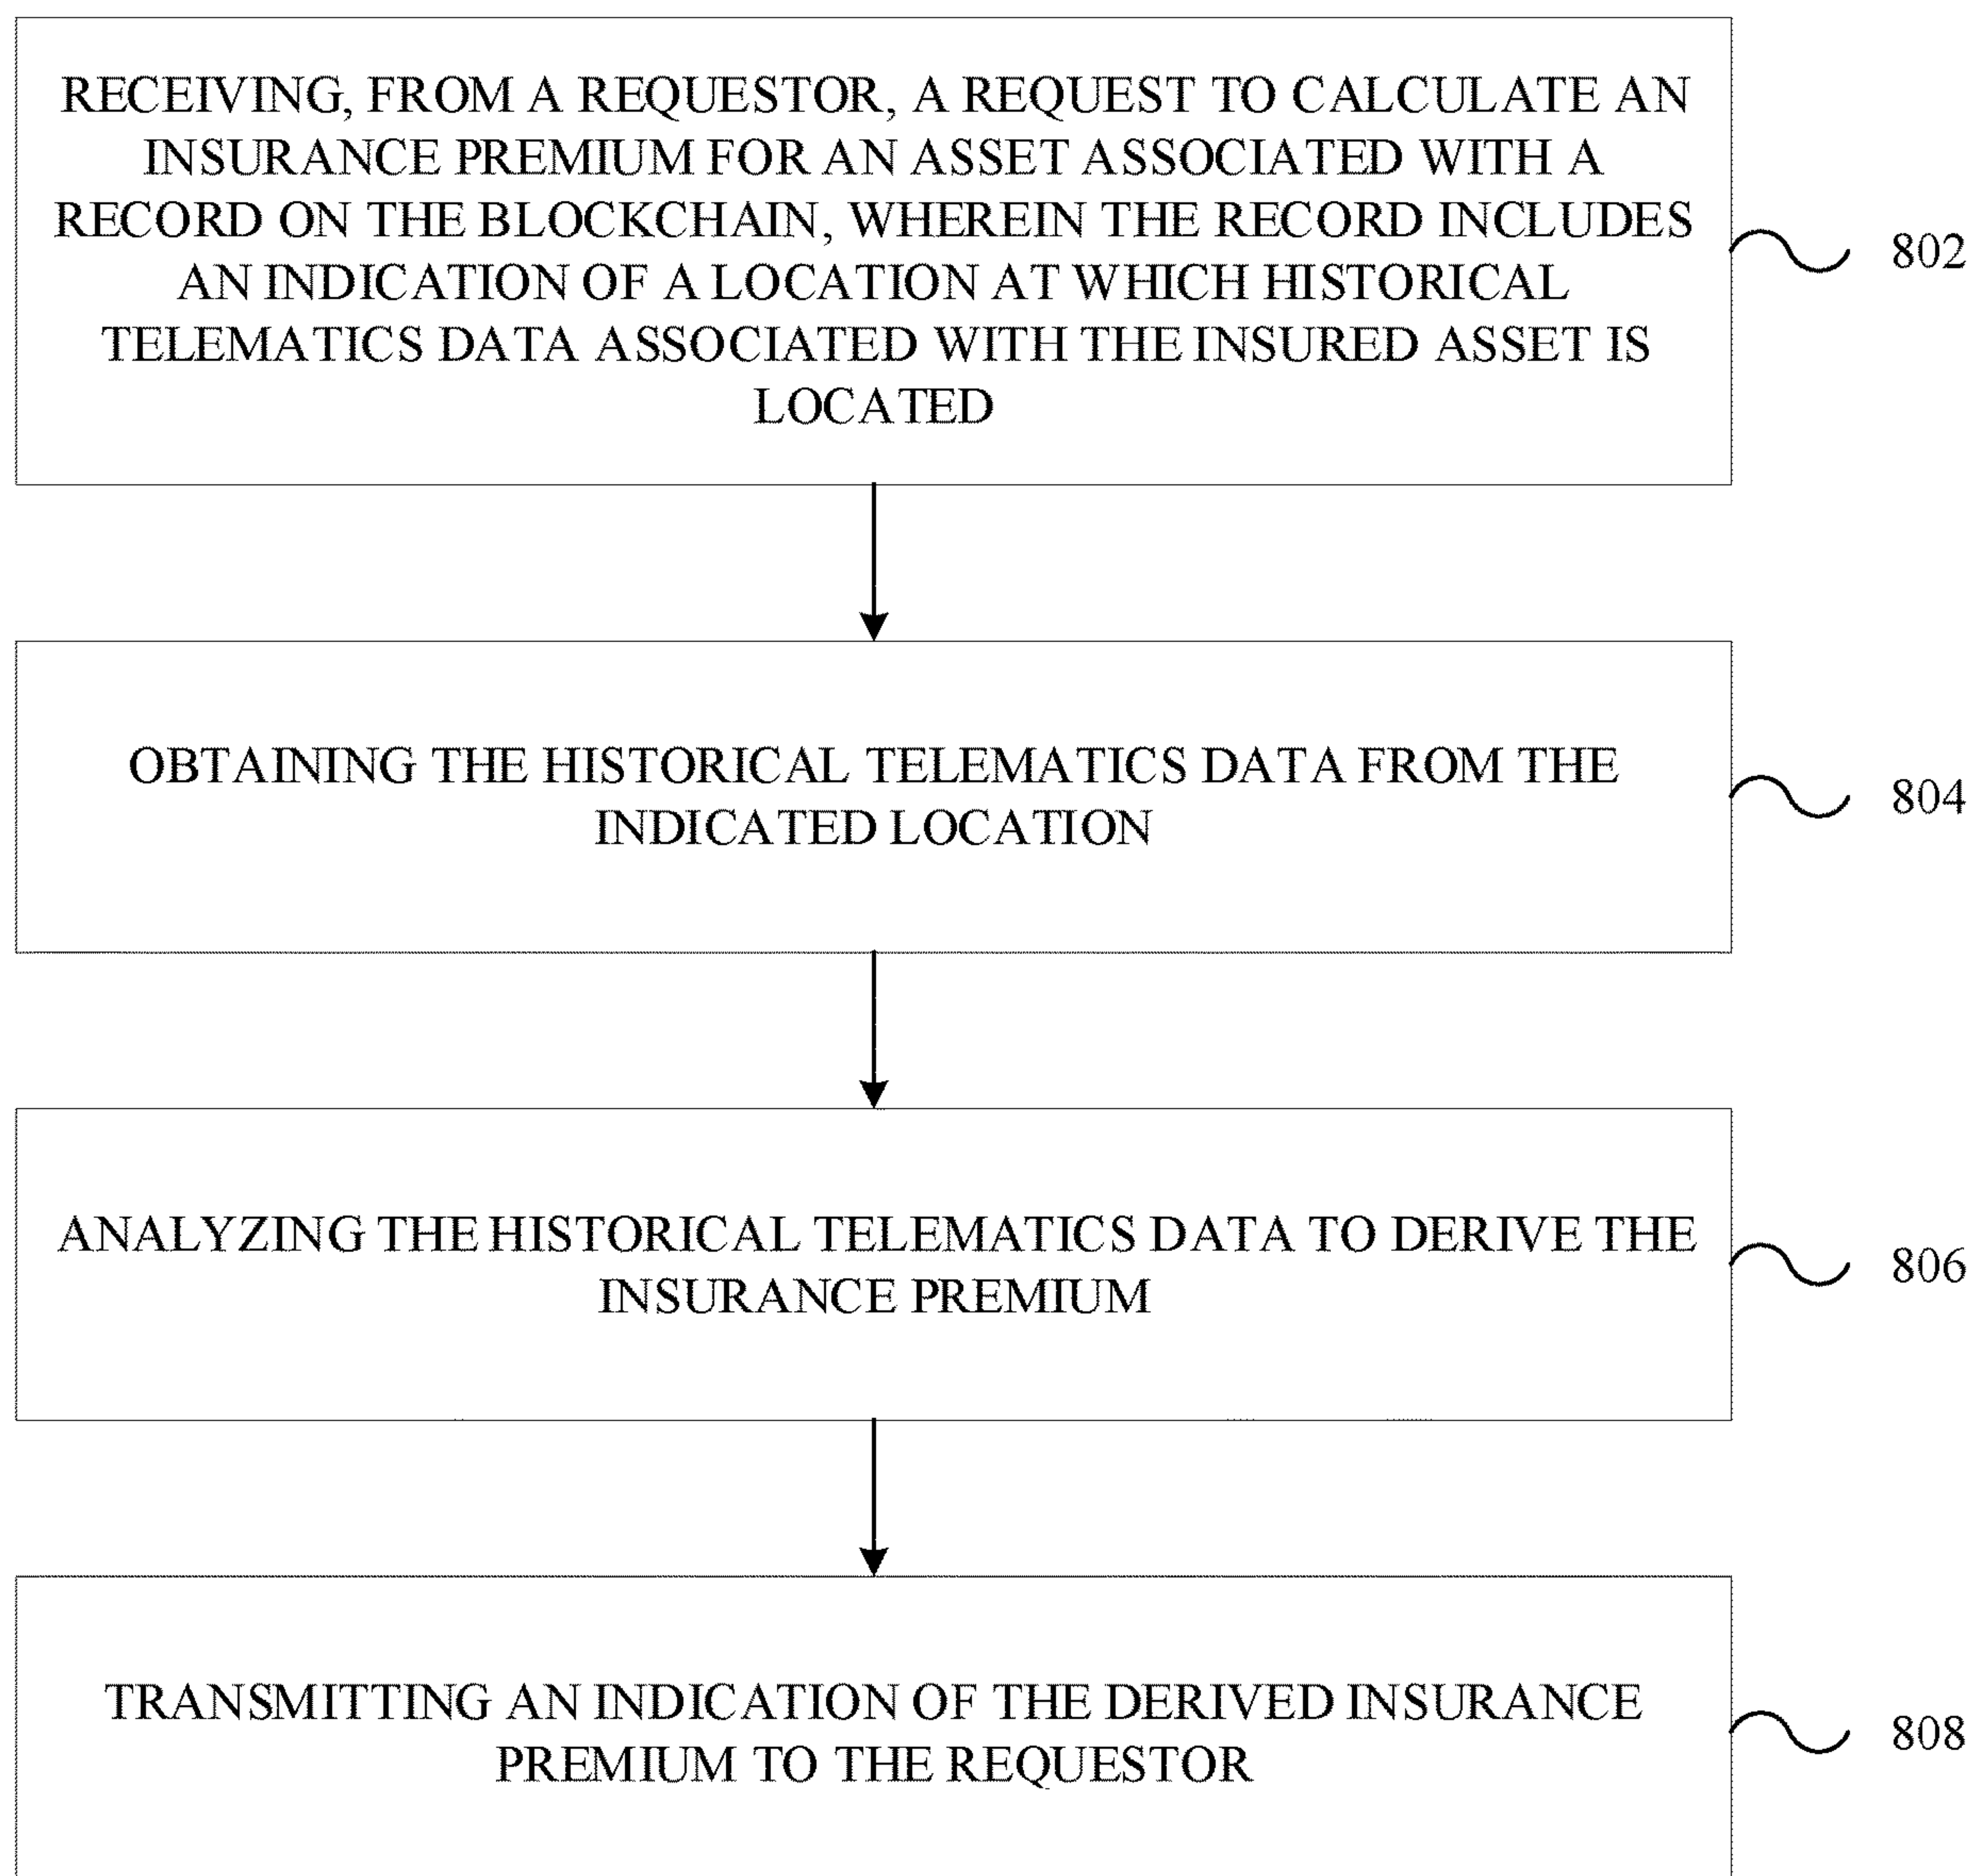 RECEIVING, FROM A REQUESTOR, A REQUEST TO CALCULATE AN
INSURANCE PREMIUM FOR AN ASSET ASSOCIATED WITH A
RECORD ON THE BLOCKCHAIN, WHEREIN THE RECORD INCLUDES
AN INDICATION OF A LOCATION AT WHICH HISTORICAL
TELEMATICS DATA ASSOCIATED WITH THE INSURED ASSET IS
LOCATED
802
OBTAINING THE HISTORICAL TELEMATICS DATA FROM THE
INDICATED LOCATION
804
ANALYZING THE HISTORICAL TELEMATICS DATA TO DERIVE THE
INSURANCE PREMIUM
806
TRANSMITTING AN INDICATION OF THE DERIVED INSURANCE
PREMIUM TO THE REQUESTOR
808